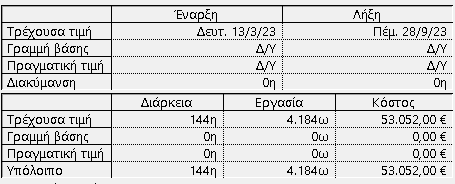 Έναρξη Λήξη
Τρέχουσα τιμή Δευτ. 13/3/23 Πέμ. 28/9/23
Γραμμή βάσης Δ/Υ Δ/Υ
Πραγματική τιμή Δ/Υ Δ/Υ
Διακύμανση 0η 0η
Διάρκεια Εργασία Κόστος
Τρέχουσα τιμή 144η 4.184ω 53.052,00 €
Γραμμή βάσης 0η 0ω 0,00 €
Πραγματική τιμή 0η 0ω 0,00 €
Υπόλοιπο 144η 4.184ω 53.052,00 €